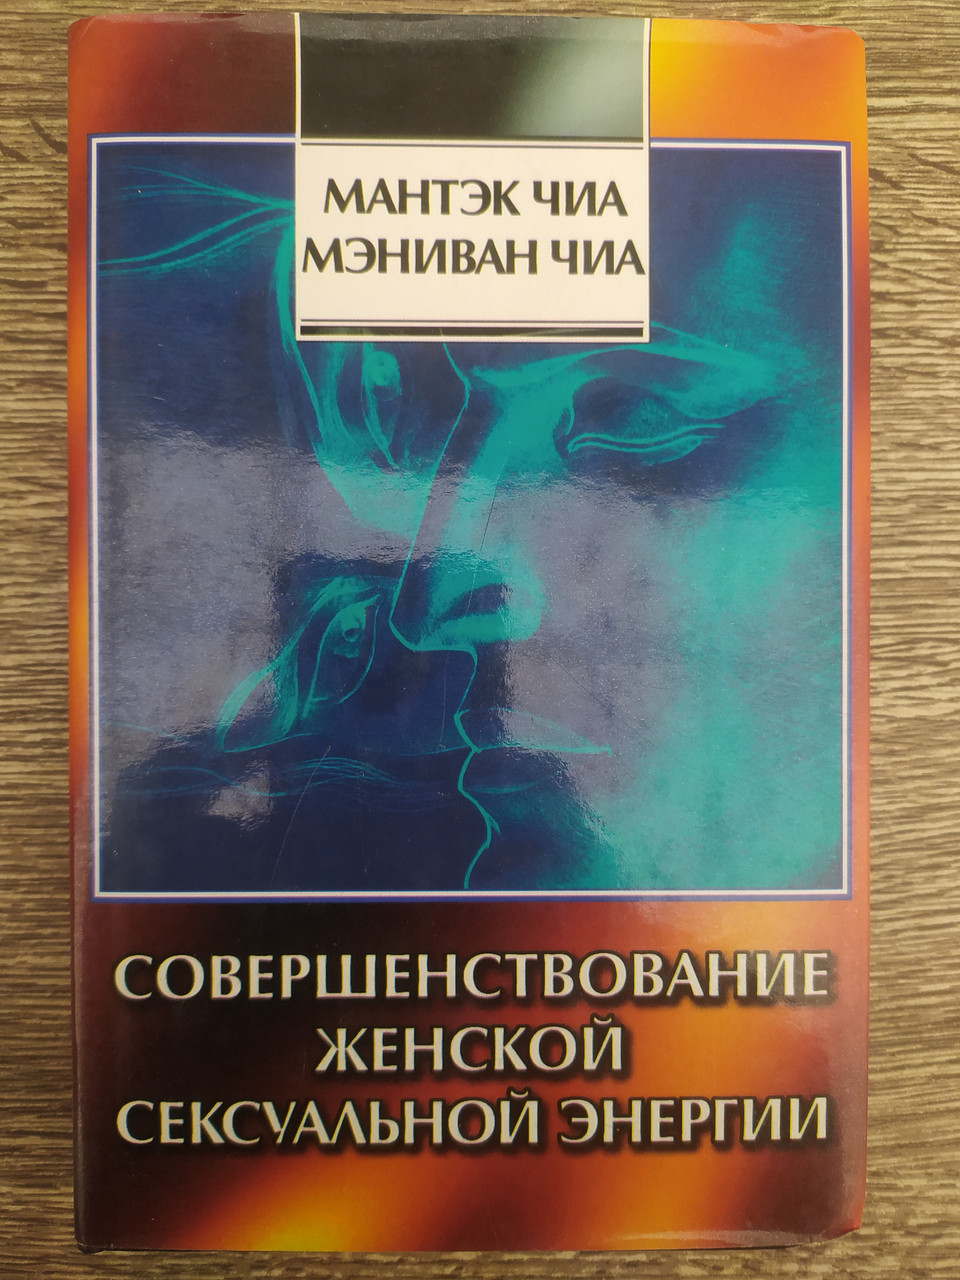 МАНТЭК ЧИА
МЭНИВАН ЧИА
СОВЕРШЕНСТВОВАНИЕ
ЖЕНСКОЙ
СЕКСУАЛЬНОЙ ЭНЕРГИИ